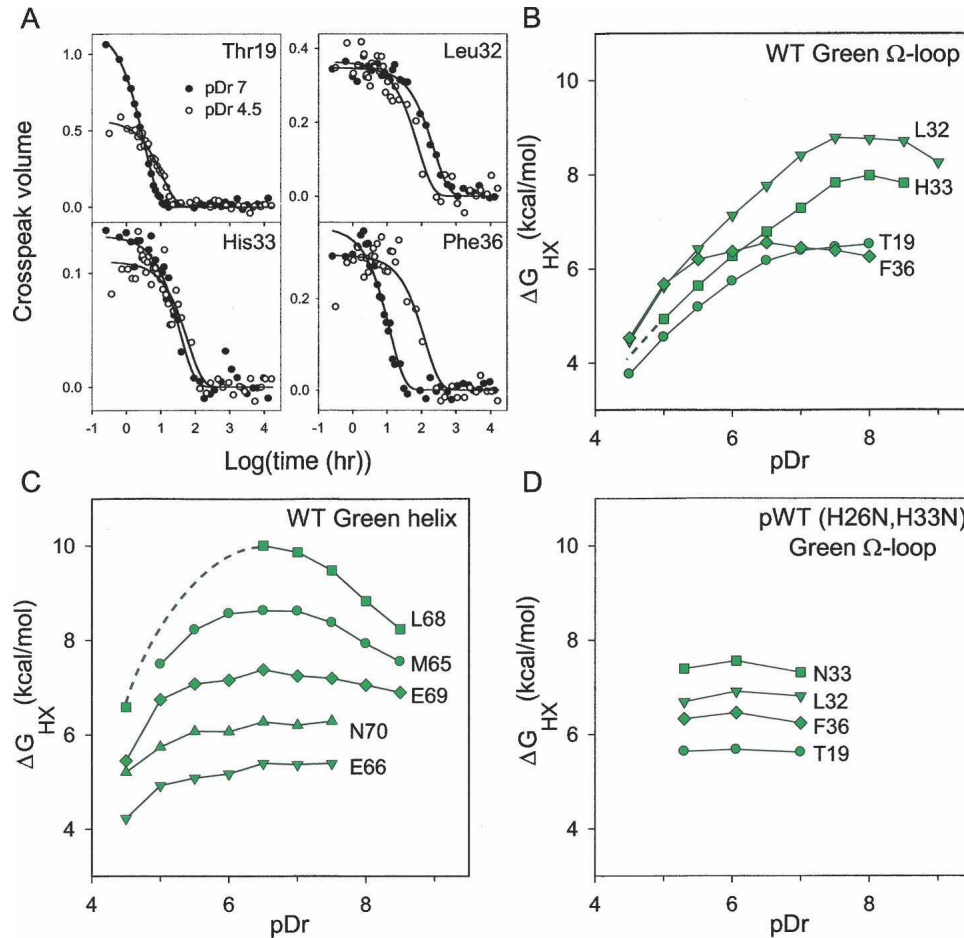 A
Thr19
pDr 7
pDr 4.5
1.0
0.5
0.0
Leu32
0.4
0.2
0.0
His33
0.1
0.0
Phe36
0.2
0.0
-1 0 1 2 3 4
-1 0 1 2 3 4
Crosspeak volume
Log(time (hr))
B
WT Green Ω-loop
L32
H33
T19
F36
10
8
6
4
ΔG HX (kcal/mol)
4 6 8
pDr
C
WT Green helix
L68
M65
E69
N70
E66
10
8
6
4
ΔG HX (kcal/mol)
4 6 8
pDr
D
pWT (H26N,H33N)
Green Ω-loop
N33
L32
F36
T19
10
8
6
4
ΔG HX (kcal/mol)
4 6 8
pDr